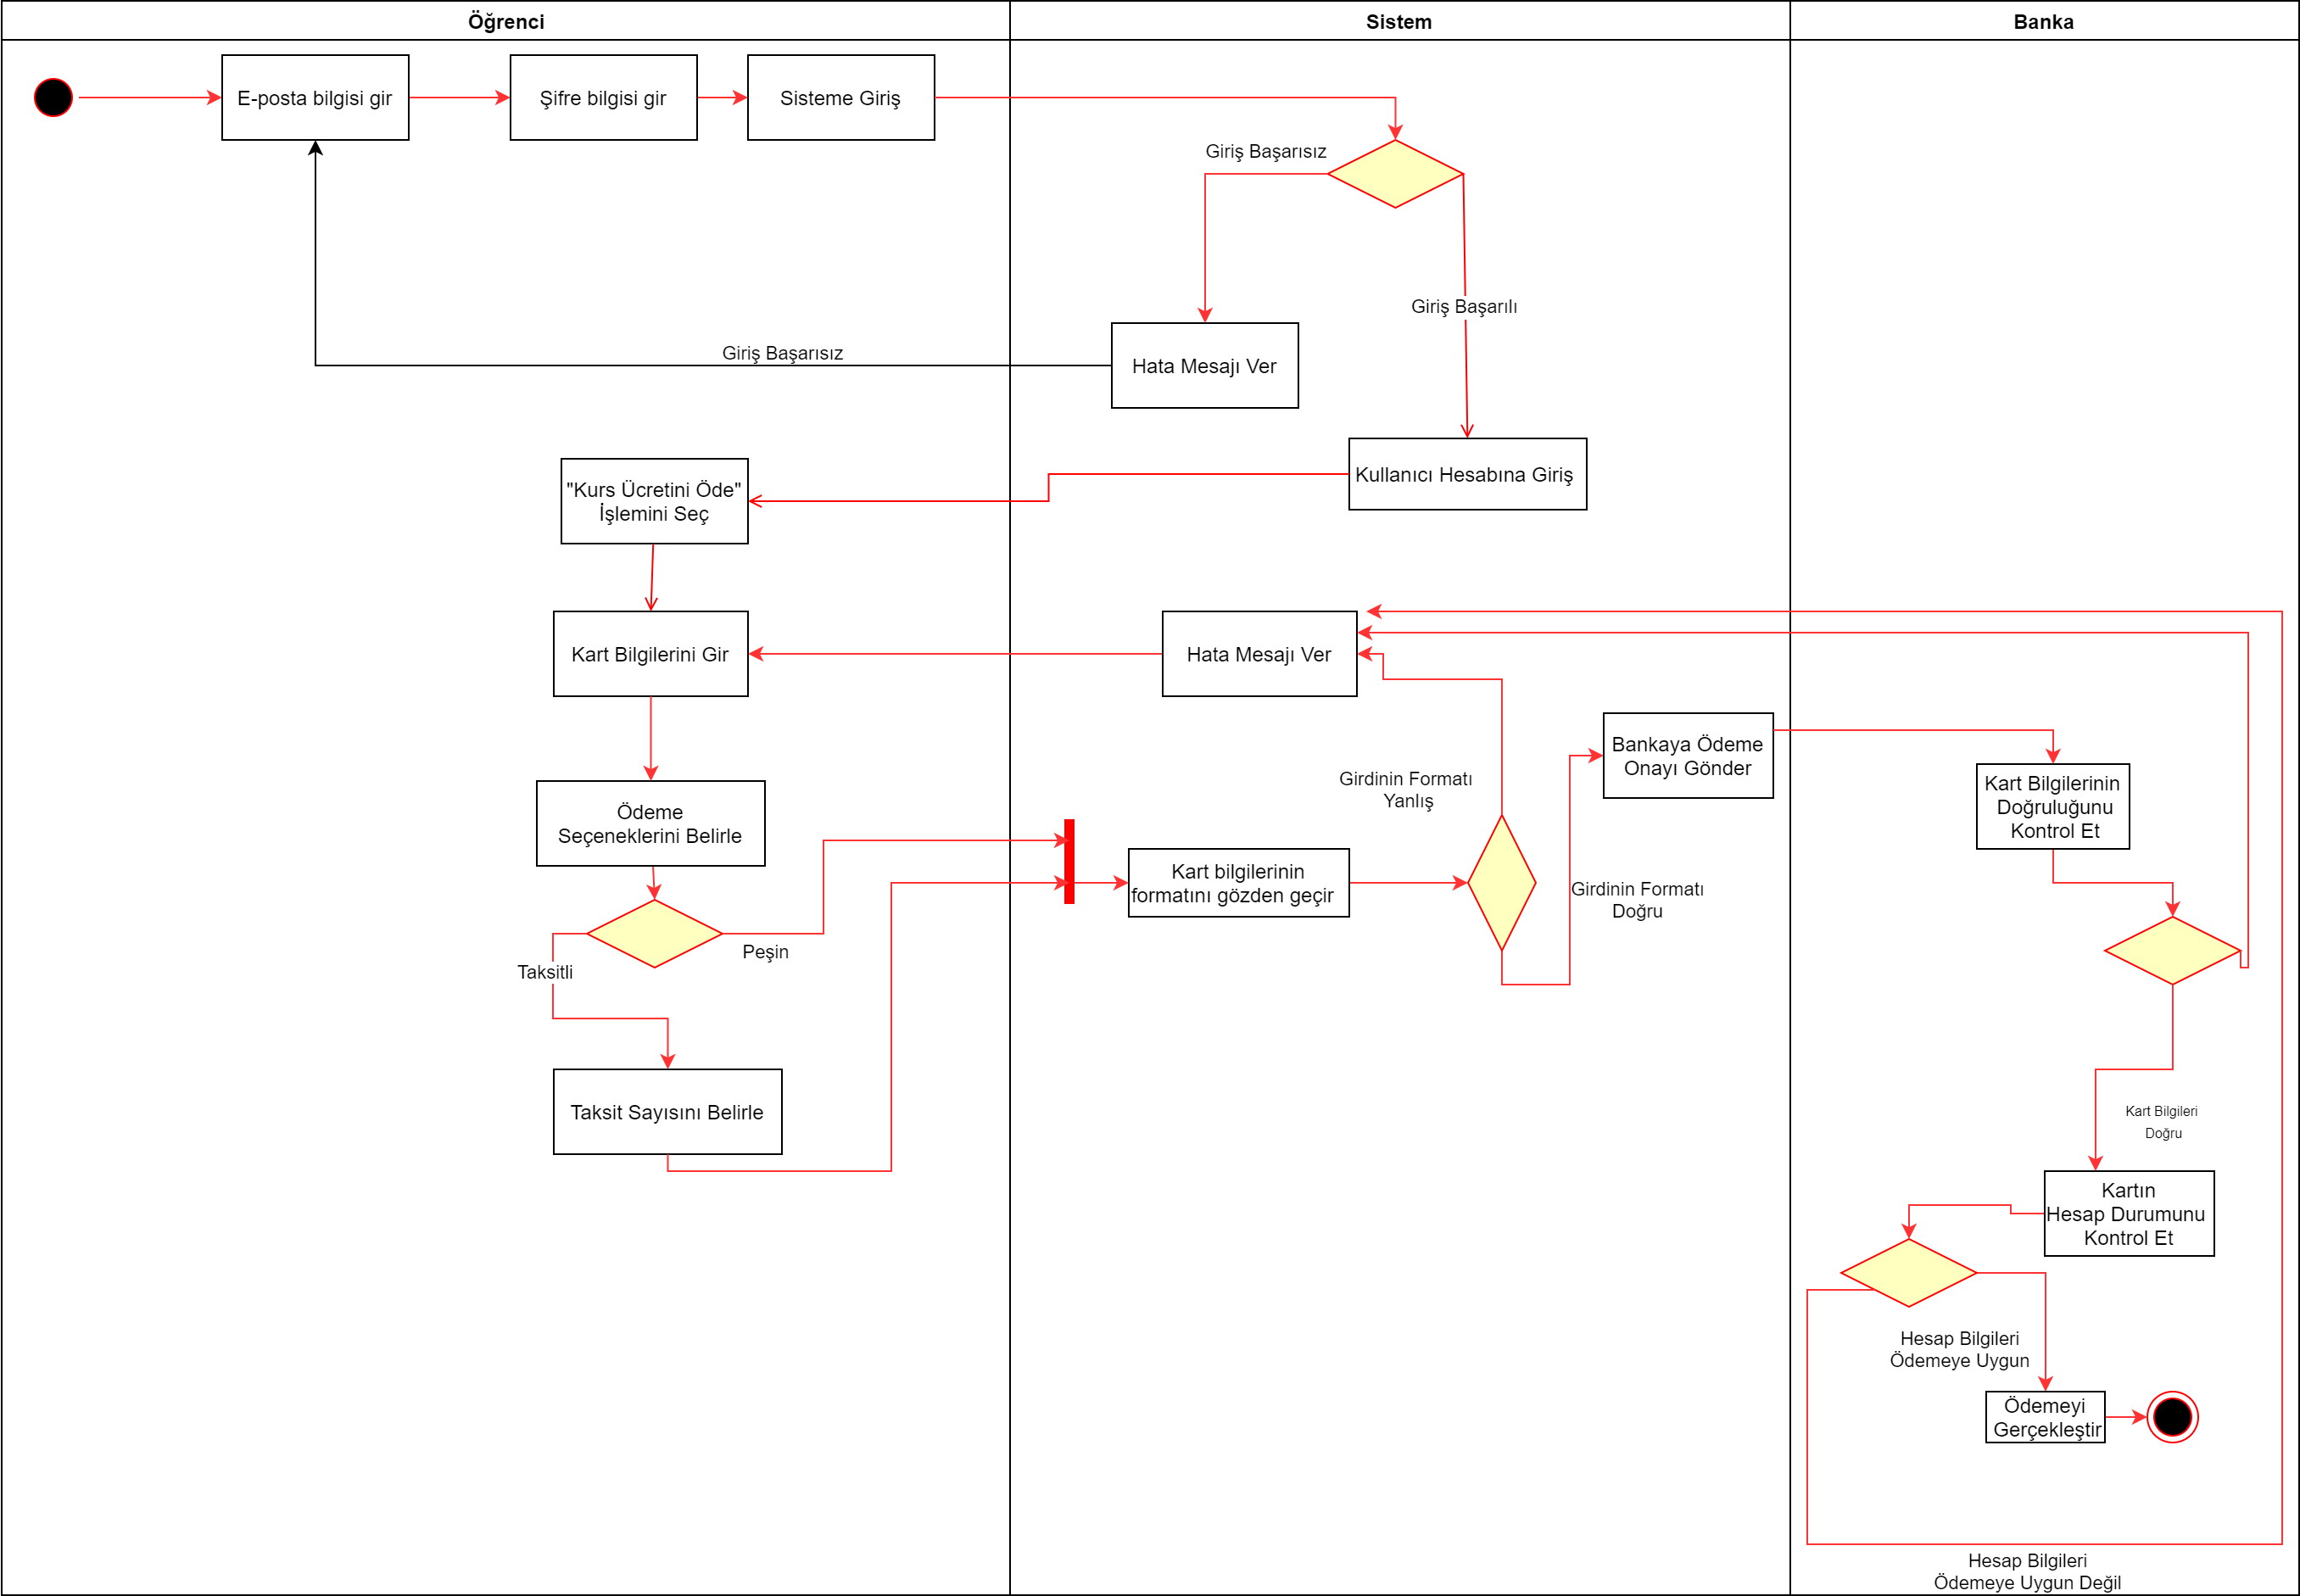 Öğrenci
Sistem
Banka
E-posta bilgisi gir
Şifre bilgisi gir
Sisteme Giriş
Giriş Başarısız
Giriş Başarılı
Giriş Başarısız
Hata Mesajı Ver
Kullanıcı Hesabına Giriş
"Kurs Ücretini Öde"
İşlemini Seç
Kart Bilgilerini Gir
Hata Mesajı Ver
Bankaya Ödeme
Onayı Gönder
Kart Bilgilerinin
Doğruluğunu
Kontrol Et
Girdinin Formatı
Yanlış
Ödeme
Seçeneklerini Belirle
Kart bilgilerinin
formatını gözden geçir
Girdinin Formatı
Doğru
Peşin
Taksitli
Taksit Sayısını Belirle
Kart Bilgileri
Doğru
Kartın
Hesap Durumunu
Kontrol Et
Hesap Bilgileri
Ödemeye Uygun
Ödemeyi
Gerçekleştir
Hesap Bilgileri
Ödemeye Uygun Değil